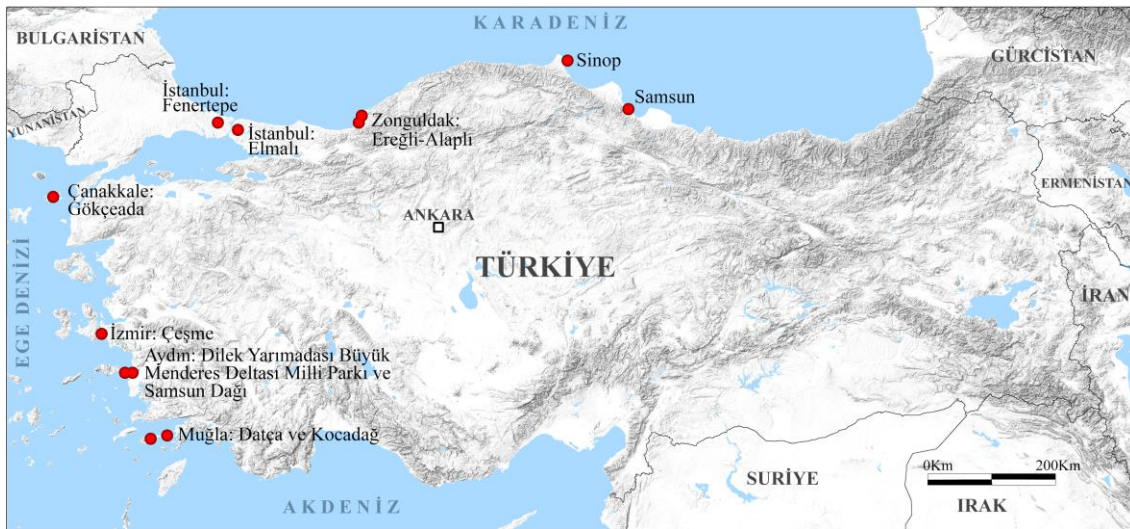 KARADENİZ
BULGARİSTAN
GÜRCİSTAN
Sinop
İstanbul:
Fenertepe
Samsun
YUNANİSTAN
İstanbul:
Elmalı
Zonguldak:
Ereğli-Alaplı
ERMENİSTAN
Çanakkale:
Gökçeada
ANKARA
TÜRKİYE
EGE DENİZİ
İRAN
İzmir: Çeşme
Aydın: Dilek Yarımadası Büyük
Menderes Deltası Milli Parkı ve
Samsun Dağı
Muğla: Datça ve Kocadağ
0Km 200Km
SURİYE
AKDENİZ
IRAK